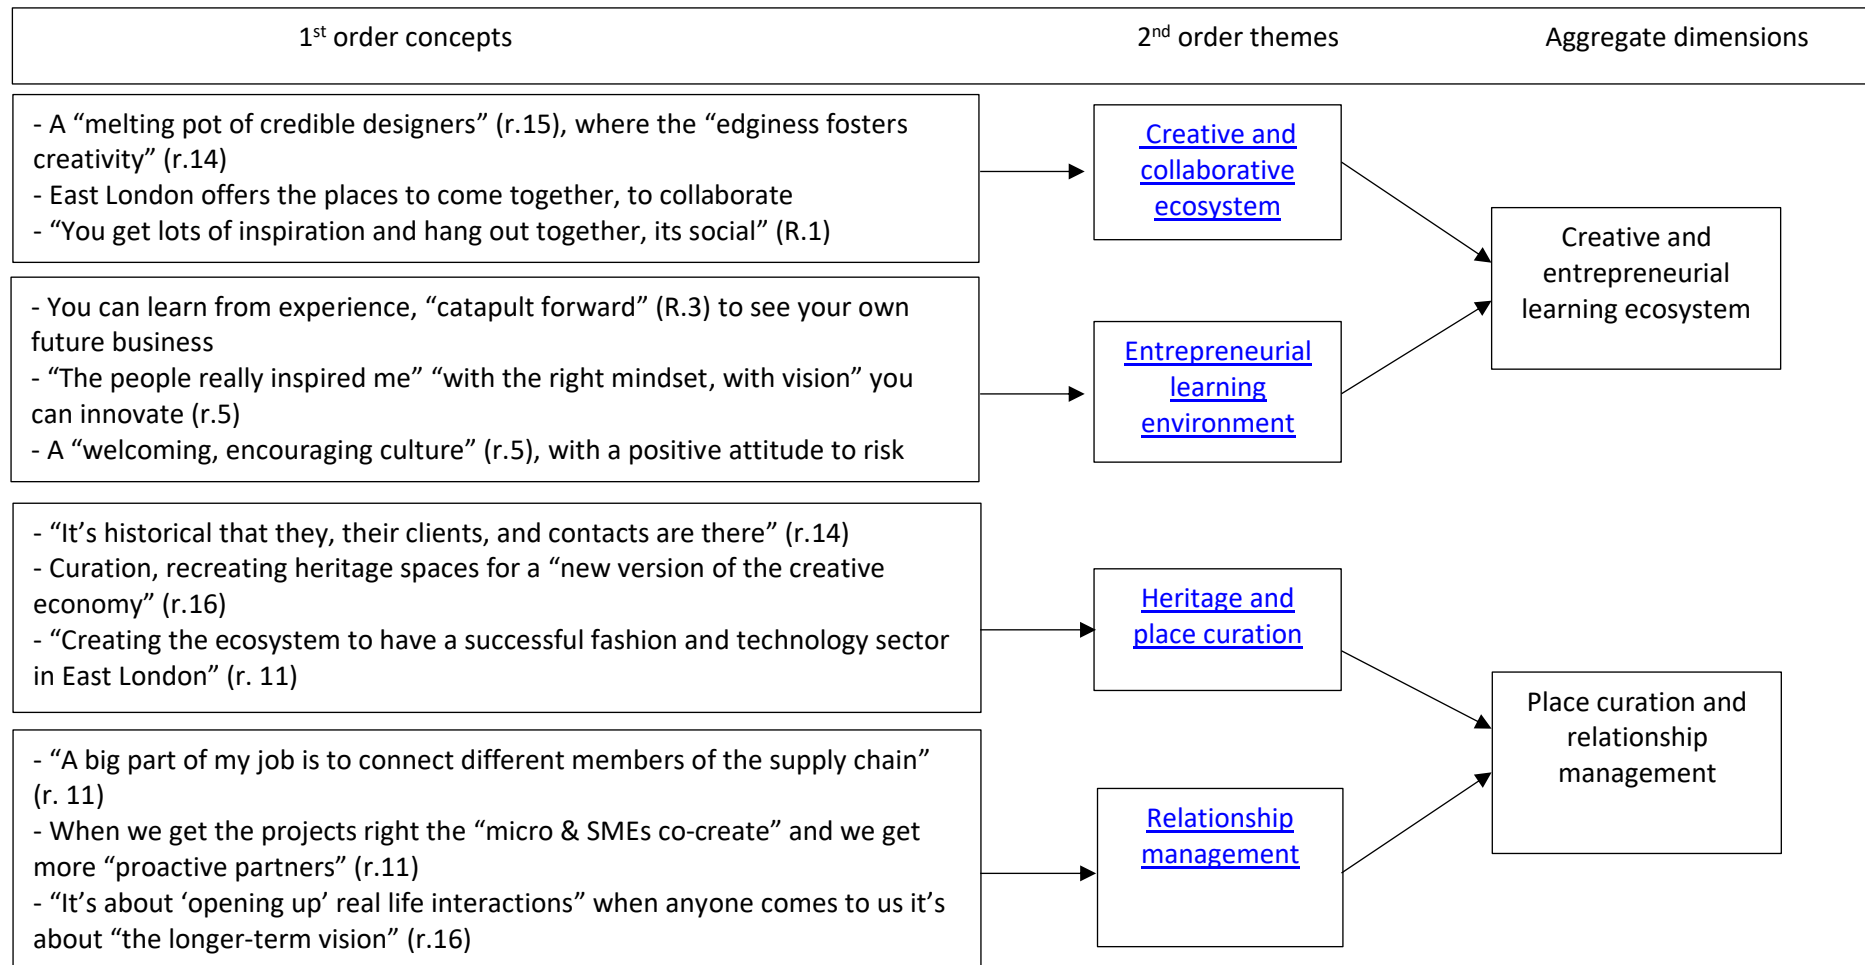 1st order concepts 2nd order themes Aggregate dimensions
- A “melting pot of credible designers” (r.15), where the “edginess fosters
creativity” (r.14)
- East London offers the places to come together, to collaborate
- “You get lots of inspiration and hang out together, its social” (R.1)
Creative and
collaborative
ecosystem
- You can learn from experience, “catapult forward” (R.3) to see your own
future business
- “The people really inspired me” “with the right mindset, with vision” you
can innovate (r.5)
- A “welcoming, encouraging culture” (r.5), with a positive attitude to risk
Entrepreneurial
learning
environment
Creative and
entrepreneurial
learning ecosystem
- “It’s historical that they, their clients, and contacts are there” (r.14)
- Curation, recreating heritage spaces for a “new version of the creative
economy” (r.16)
- “Creating the ecosystem to have a successful fashion and technology sector
in East London” (r. 11)
Heritage and
place curation
- “A big part of my job is to connect different members of the supply chain”
(r. 11)
- When we get the projects right the “micro & SMEs co-create” and we get
more “proactive partners” (r.11)
- “It’s about ‘opening up’ real life interactions” when anyone comes to us it’s
about “the longer-term vision” (r.16)
Relationship
management
Place curation and
relationship
management